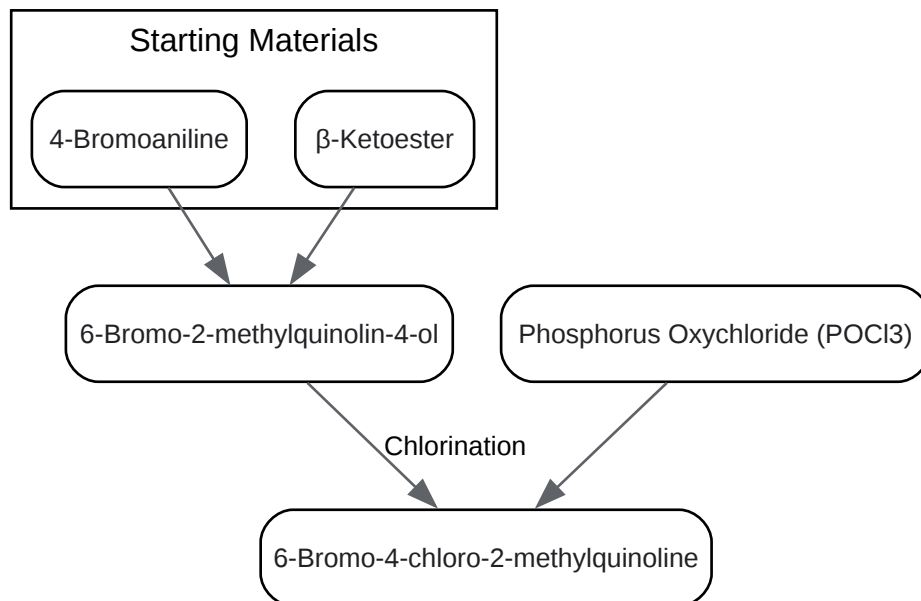 Starting Materials
4-Bromoaniline
β-Ketoester
6-Bromo-2-methylquinolin-4-ol
Phosphorus Oxychloride (POCl3)
Chlorination
6-Bromo-4-chloro-2-methylquinoline